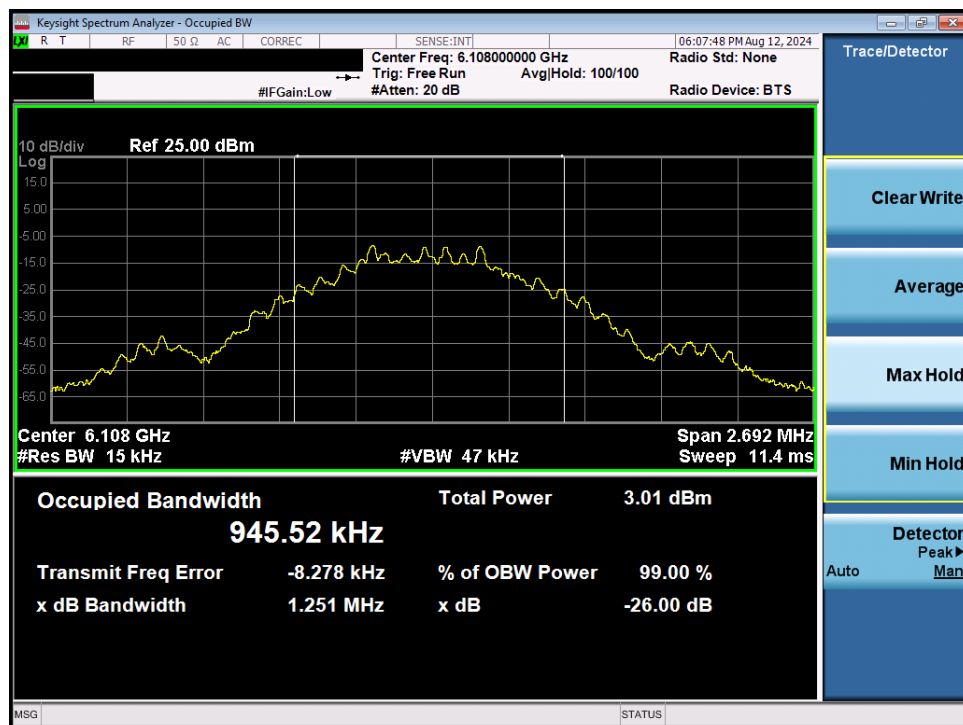 Keysight Spectrum Analyzer - Occupied BW
LXI R T RF 50 Ω AC CORREC SENSE:INT 06:07:48 PM Aug 12, 2024
Center Freq: 6.108000000 GHz Radio Std: None
Trig: Free Run Avg|Hold: 100/100
#IFGain:Low #Atten: 20 dB Radio Device: BTS
Trace/Detector
10 dB/div Ref 25.00 dBm
Log
15.0
5.00
-5.00
-15.0
-25.0
-35.0
-45.0
-55.0
-65.0
Center 6.108 GHz Span 2.692 MHz
#Res BW 15 kHz #VBW 47 kHz Sweep 11.4 ms
Occupied Bandwidth Total Power 3.01 dBm
945.52 kHz
Transmit Freq Error -8.278 kHz % of OBW Power 99.00 %
x dB Bandwidth 1.251 MHz x dB -26.00 dB
Clear Write
Average
Max Hold
Min Hold
Detector
Peak
Auto Man
MSG STATUS